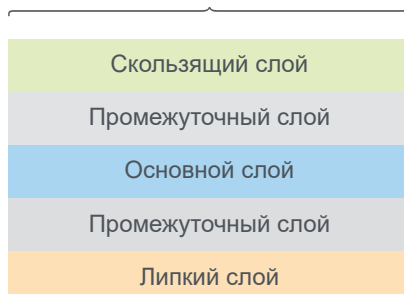 Скользящий слой
Промежуточный слой
Основной слой
Промежуточный слой
Липкий слой